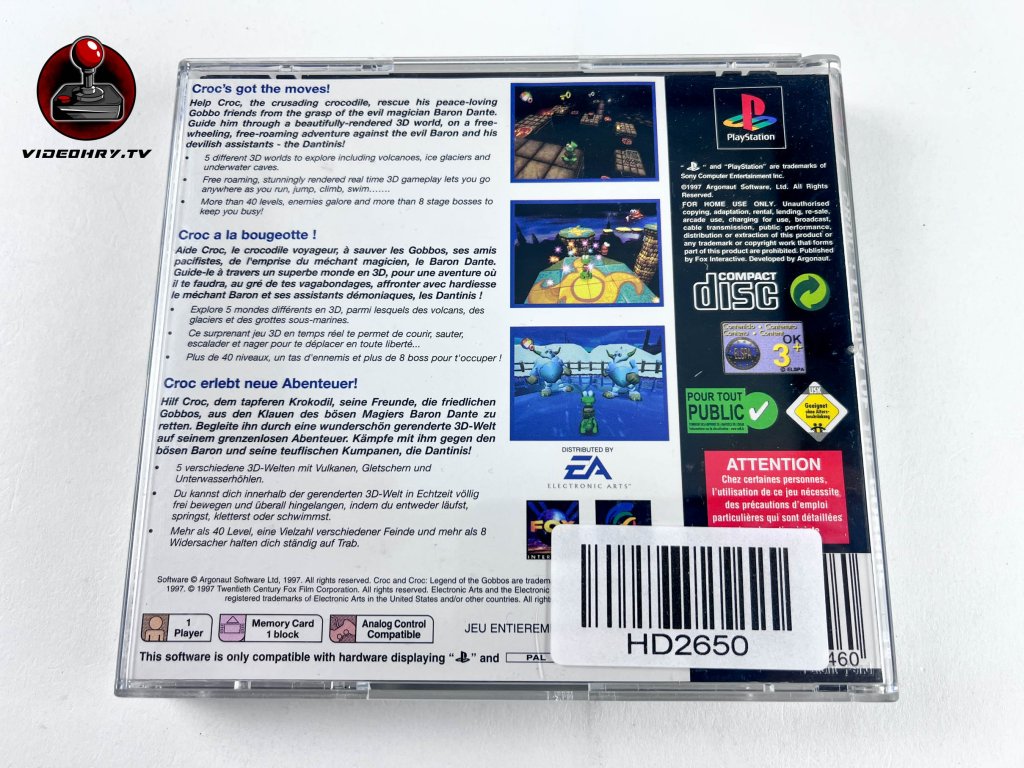 VIDEOHRY.TV
Croc's got the moves!
Help Croc, the crusading crocodile, rescue his peace-loving
Gobbo friends from the grasp of the evil magician Baron Dante.
Guide him through a beautifully-rendered 3D world, on a free-
wheeling, free-roaming adventure against the evil Baron and his
devilish assistants - the Dantinis!
• 5 different 3D worlds to explore including volcanoes, ice glaciers and
underwater caves.
• Free roaming, stunningly rendered real time 3D gameplay lets you go
anywhere as you run, jump, climb, swim.......
• More than 40 levels, enemies galore and more than 8 stage bosses to
keep you busy!
Croc a la bougeotte !
Aide Croc, le crocodile voyageur, à sauver les Gobbos, ses amis
pacifistes, de l'emprise du méchant magicien, le Baron Dante.
Guide-le à travers un superbe monde en 3D, pour une aventure où
il te faudra, au gré de tes vagabondages, affronter avec hardiesse
le méchant Baron et ses assistants démoniaques, les Dantinis !
• Explore 5 mondes différents en 3D, parmi lesquels des volcans, des
glaciers et des grottes sous-marines.
• Ce surprenant jeu 3D en temps réel te permet de courir, sauter,
escalader et nager pour te déplacer en toute liberté...
• Plus de 40 niveaux, un tas d'ennemis et plus de 8 boss pour t'occuper !
Croc erlebt neue Abenteuer!
Hilf Croc, dem tapferen Krokodil, seine Freunde, die friedlichen
Gobbos, aus den Klauen des bösen Magiers Baron Dante zu
retten. Begleite ihn durch eine wunderschön gerenderte 3D-Welt
auf seinem grenzenlosen Abenteuer. Kämpfe mit ihm gegen den
bösen Baron und seine teuflischen Kumpanen, die Dantinis!
• 5 verschiedene 3D-Welten mit Vulkanen, Gletschern und
Unterwasserhöhlen.
• Du kannst dich innerhalb der gerenderten 3D-Welt in Echtzeit völlig
frei bewegen und überall hingelangen, indem du entweder läufst,
springst, kletterst oder schwimmst.
• Mehr als 40 Level, eine Vielzahl verschiedener Feinde und mehr als 8
Widersacher halten dich ständig auf Trab.
DISTRIBUTED BY
EA
ELECTRONIC ARTS™
FOX
INTER
PlayStation
" " and "PlayStation" are trademarks of
Sony Computer Entertainment Inc.
©1997 Argonaut Software, Ltd. All Rights
Reserved.
FOR HOME USE ONLY. Unauthorised
copying, adaptation, rental, lending, re-sale,
arcade use, charging for use, broadcast,
cable transmission, public performance,
distribution or extraction of this product or
any trademark or copyright work that forms
part of this product are prohibited. Published
by Fox Interactive. Developed by Argonaut.
COMPACT
disc
Contenido • Contenuto
• Content •
ELSPA
OK
3+
© ELSPA
POUR TOUT
PUBLIC
USK
Geeignet
ohne Alters-
beschränkung
ATTENTION
Chez certaines personnes,
l'utilisation de ce jeu nécessite
des précautions d'emploi
particulières qui sont détaillées
Software © Argonaut Software Ltd, 1997. All rights reserved. Croc and Croc: Legend of the Gobbos are tradema
1997. © 1997 Twentieth Century Fox Film Corporation. All rights reserved. Electronic Arts and the Electronic
registered trademarks of Electronic Arts in the United States and/or other countries. All right
1
Player
Memory Card
1 block
Analog Control
Compatible
JEU ENTIEREM
This software is only compatible with hardware displaying " " and PAL
HD2650
460